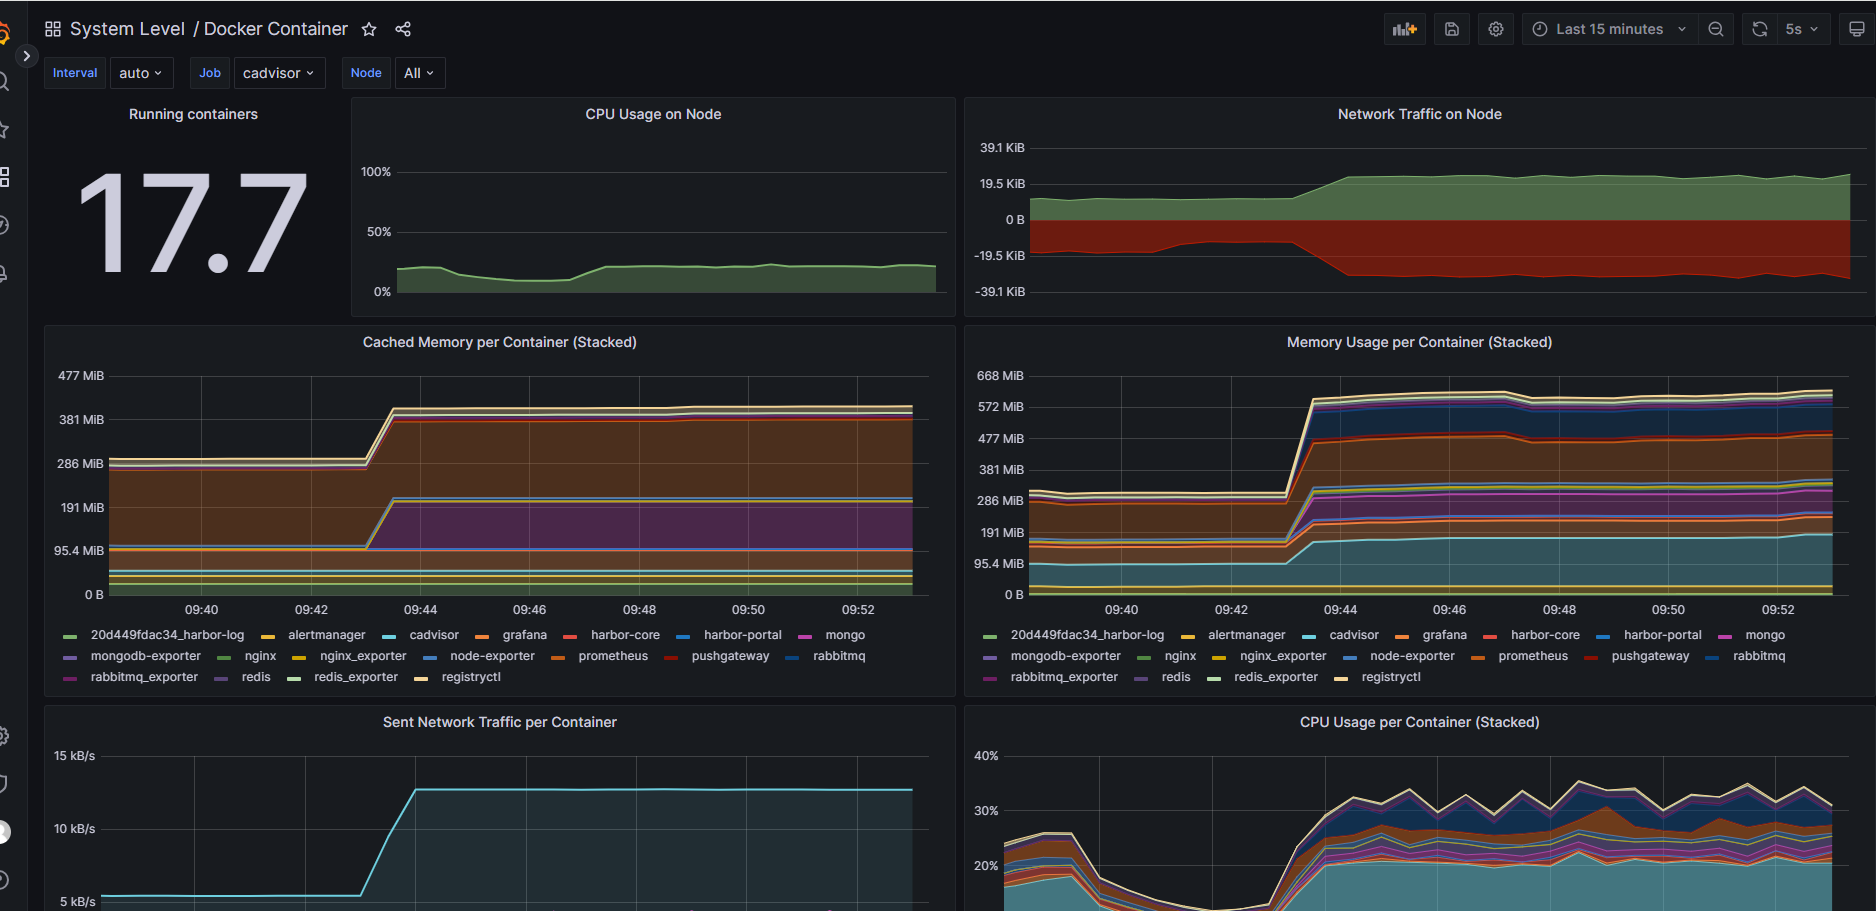 System Level / Docker Container
Last 15 minutes
5s
Interval auto Job cadvisor Node All
Running containers
17.7
CPU Usage on Node
100%
50%
0%
Network Traffic on Node
39.1 KiB
19.5 KiB
0 B
-19.5 KiB
-39.1 KiB
Cached Memory per Container (Stacked)
477 MiB
381 MiB
286 MiB
191 MiB
95.4 MiB
0 B
09:40 09:42 09:44 09:46 09:48 09:50 09:52
20d449fdac34_harbor-log alertmanager cadvisor grafana harbor-core harbor-portal mongo
mongodb-exporter nginx nginx_exporter node-exporter prometheus pushgateway rabbitmq
rabbitmq_exporter redis redis_exporter registryctl
Memory Usage per Container (Stacked)
668 MiB
572 MiB
477 MiB
381 MiB
286 MiB
191 MiB
95.4 MiB
0 B
09:40 09:42 09:44 09:46 09:48 09:50 09:52
20d449fdac34_harbor-log alertmanager cadvisor grafana harbor-core harbor-portal mongo
mongodb-exporter nginx nginx_exporter node-exporter prometheus pushgateway rabbitmq
rabbitmq_exporter redis redis_exporter registryctl
Sent Network Traffic per Container
15 kB/s
10 kB/s
5 kB/s
CPU Usage per Container (Stacked)
40%
30%
20%